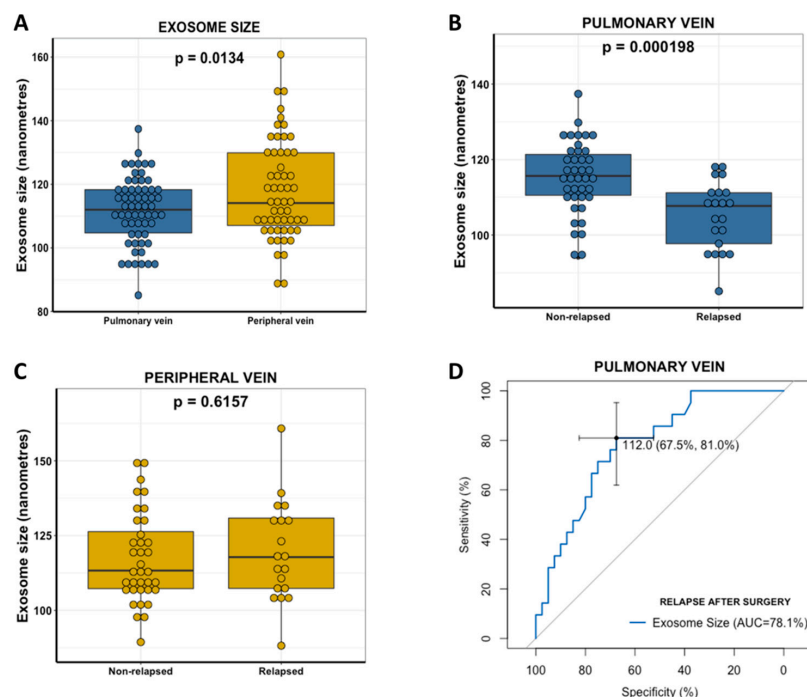 A
EXOSOME SIZE
p = 0.0134
Exosome size (nanometres)
160
140
120
100
80
Pulmonary vein
Peripheral vein
B
PULMONARY VEIN
p = 0.000198
Exosome size (nanometres)
140
120
100
Non-relapsed
Relapsed
C
PERIPHERAL VEIN
p = 0.6157
Exosome size (nanometres)
150
125
100
Non-relapsed
Relapsed
D
PULMONARY VEIN
Sensitivity (%)
100
80
60
40
20
0
112.0 (67.5%, 81.0%)
RELAPSE AFTER SURGERY
Exosome Size (AUC=78.1%)
100
80
60
40
20
0
Specificity (%)